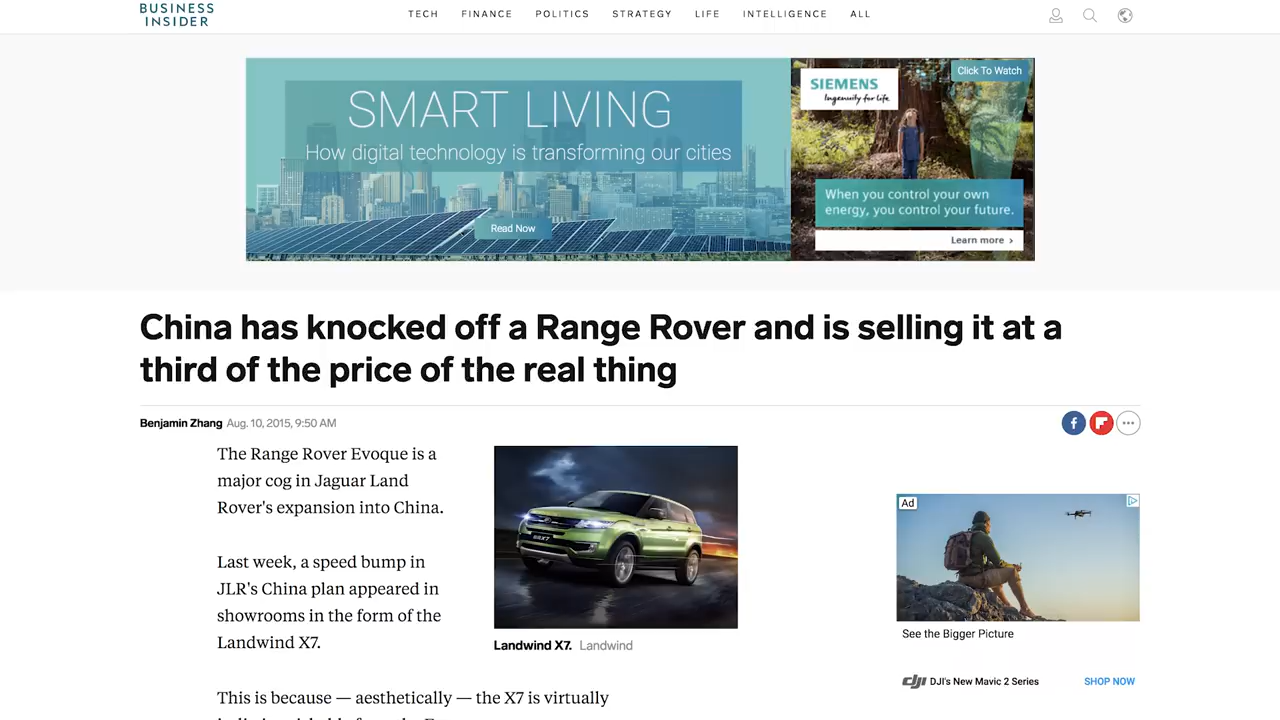 BUSINESS
INSIDER
TECH FINANCE POLITICS STRATEGY LIFE INTELLIGENCE ALL
SMART LIVING
How digital technology is transforming our cities
Read Now
SIEMENS
Ingenuity for life
Click To Watch
When you control your own
energy, you control your future.
Learn more ›
China has knocked off a Range Rover and is selling it at a
third of the price of the real thing
Benjamin Zhang Aug. 10, 2015, 9:50 AM
The Range Rover Evoque is a
major cog in Jaguar Land
Rover's expansion into China.
Last week, a speed bump in
JLR's China plan appeared in
showrooms in the form of the
Landwind X7.
Landwind X7. Landwind
This is because — aesthetically — the X7 is virtually
Ad
See the Bigger Picture
dji DJI's New Mavic 2 Series SHOP NOW